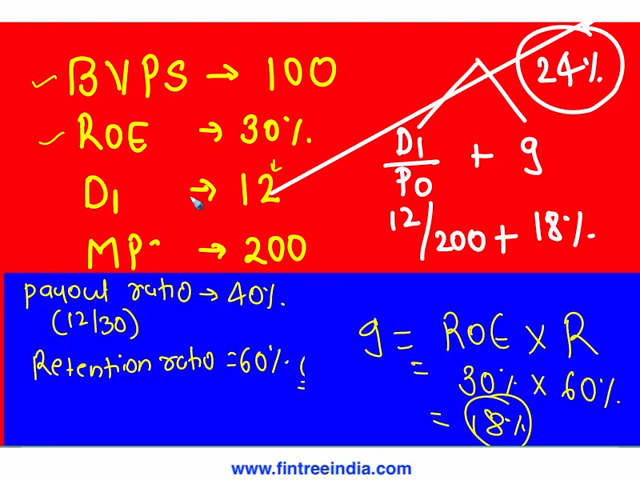 BVPS → 100
ROE → 30%
D1 → 12
MP → 200
24%
D1/P0 + g
12/200 + 18%
Payout ratio → 40%.
(12/30)
Retention ratio = 60%.
g = ROE x R
= 30% x 60%
= 18%
www.fintreeindia.com